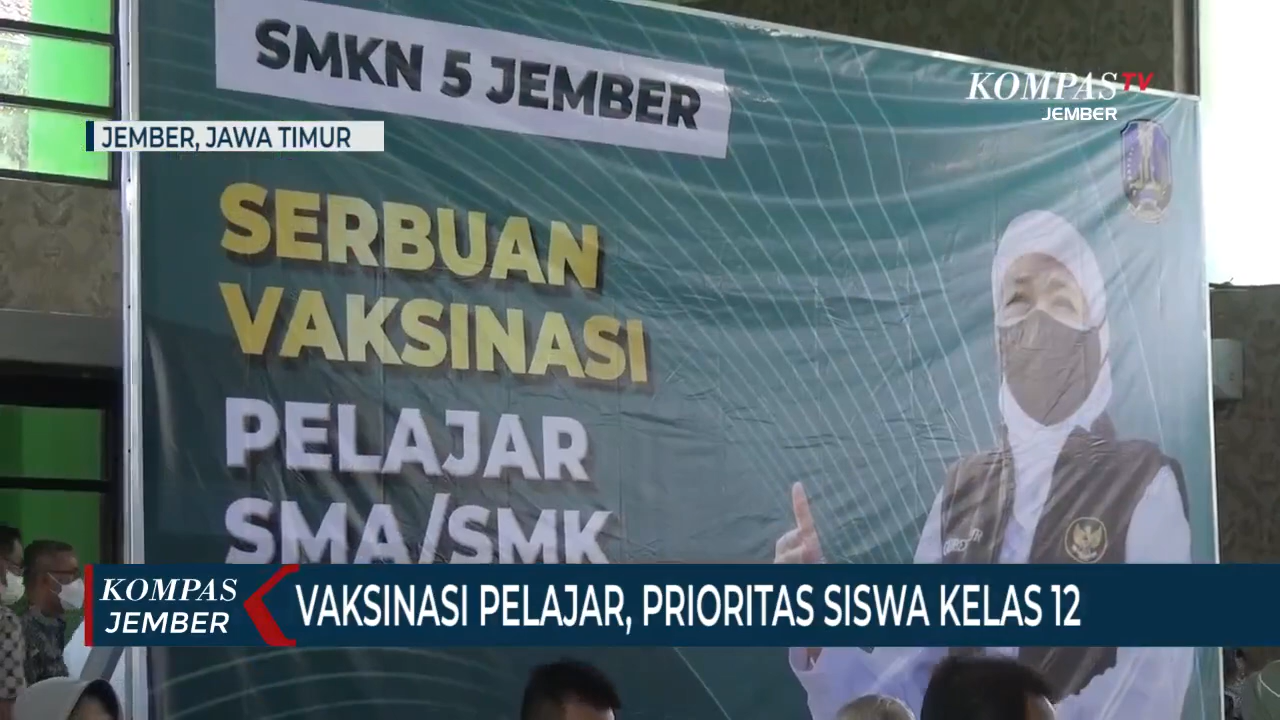 SMKN 5 JEMBER
KOMPAS TV
JEMBER
JEMBER, JAWA TIMUR
SERBUAN
VAKSINASI
PELAJAR
SMA/SMK
KOMPAS
JEMBER
VAKSINASI PELAJAR, PRIORITAS SISWA KELAS 12